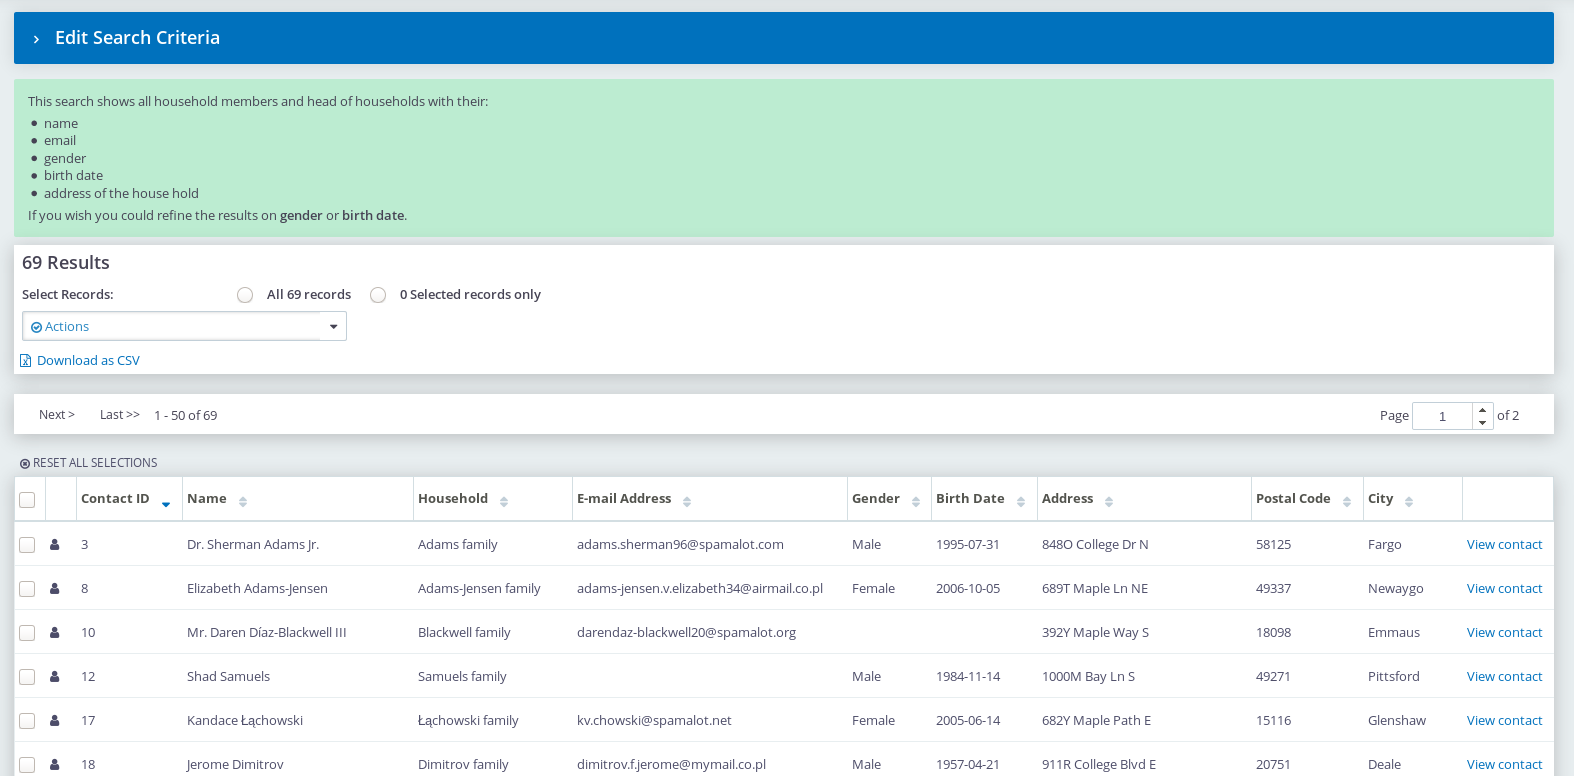 Edit Search Criteria
This search shows all household members and head of households with their:
name
email
gender
birth date
address of the house hold
If you wish you could refine the results on gender or birth date.
69 Results
Select Records: All 69 records 0 Selected records only
Actions
Download as CSV
Next > Last >> 1 - 50 of 69 Page 1 of 2
RESET ALL SELECTIONS
Contact ID Name Household E-mail Address Gender Birth Date Address Postal Code City
3 Dr. Sherman Adams Jr. Adams family adams.sherman96@spamalot.com Male 1995-07-31 848O College Dr N 58125 Fargo View contact
8 Elizabeth Adams-Jensen Adams-Jensen family adams-jensen.v.elizabeth34@airmail.co.pl Female 2006-10-05 689T Maple Ln NE 49337 Newaygo View contact
10 Mr. Daren Díaz-Blackwell III Blackwell family darendaz-blackwell20@spamalot.org 392Y Maple Way S 18098 Emmaus View contact
12 Shad Samuels Samuels family Male 1984-11-14 1000M Bay Ln S 49271 Pittsford View contact
17 Kandace Łąchowski Łąchowski family kv.chowski@spamalot.net Female 2005-06-14 682Y Maple Path E 15116 Glenshaw View contact
18 Jerome Dimitrov Dimitrov family dimitrov.f.jerome@mymail.co.pl Male 1957-04-21 911R College Blvd E 20751 Deale View contact